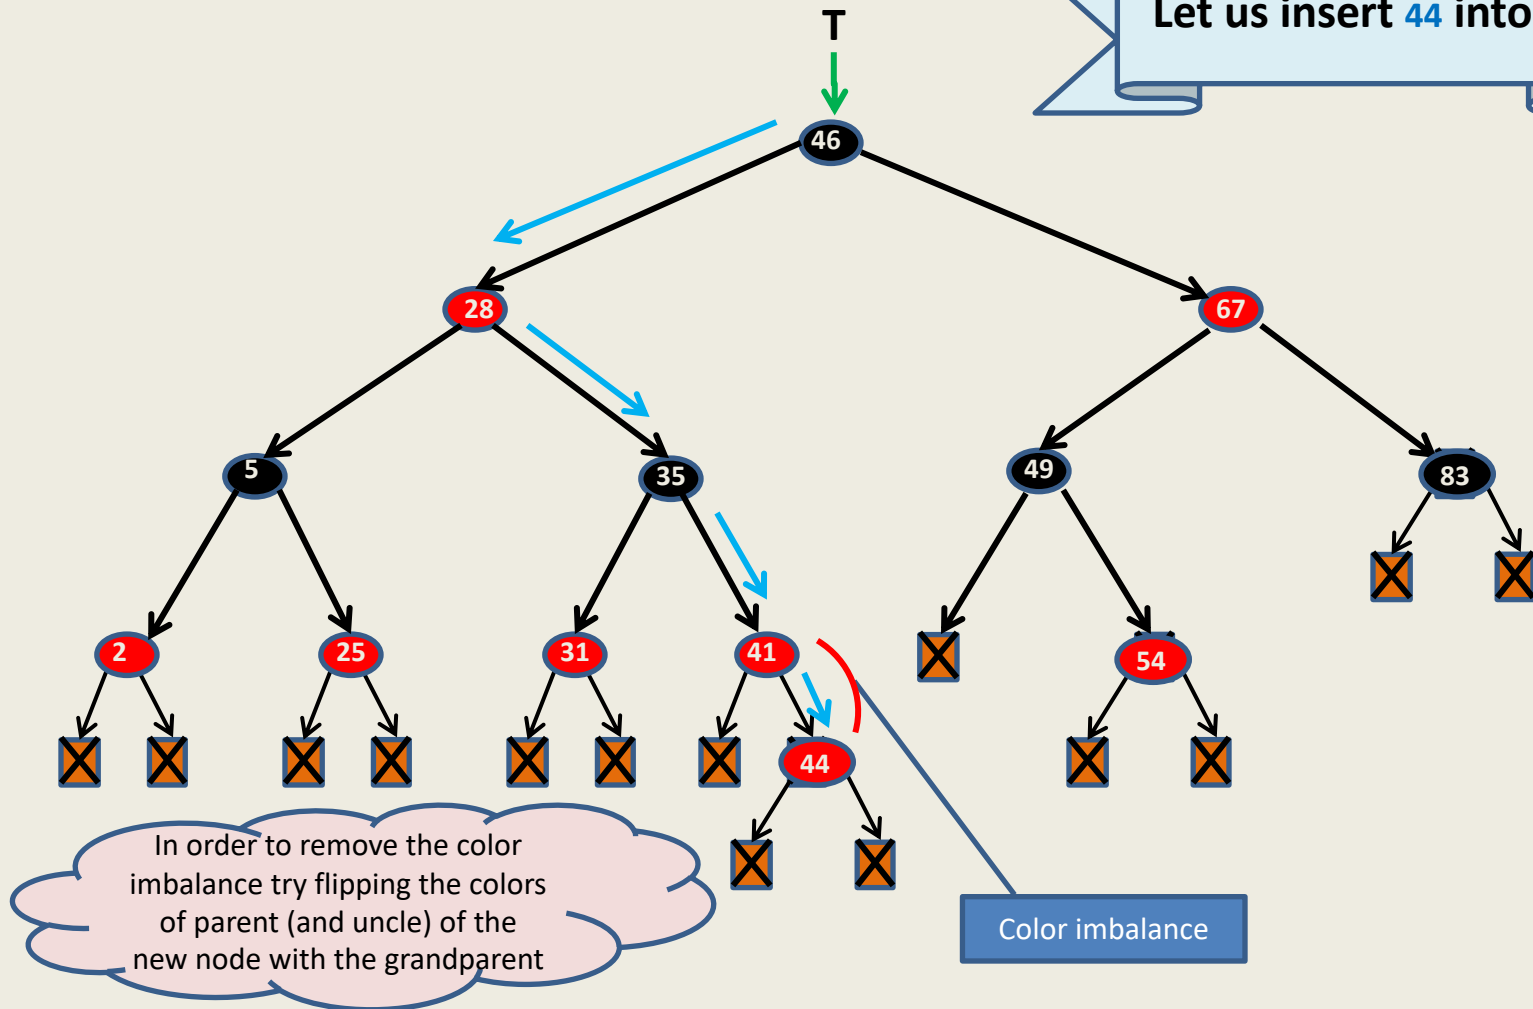 Let us insert 44 into
T
46
28
67
5
35
49
83
2
25
31
41
54
44
In order to remove the color
imbalance try flipping the colors
of parent (and uncle) of the
new node with the grandparent
Color imbalance